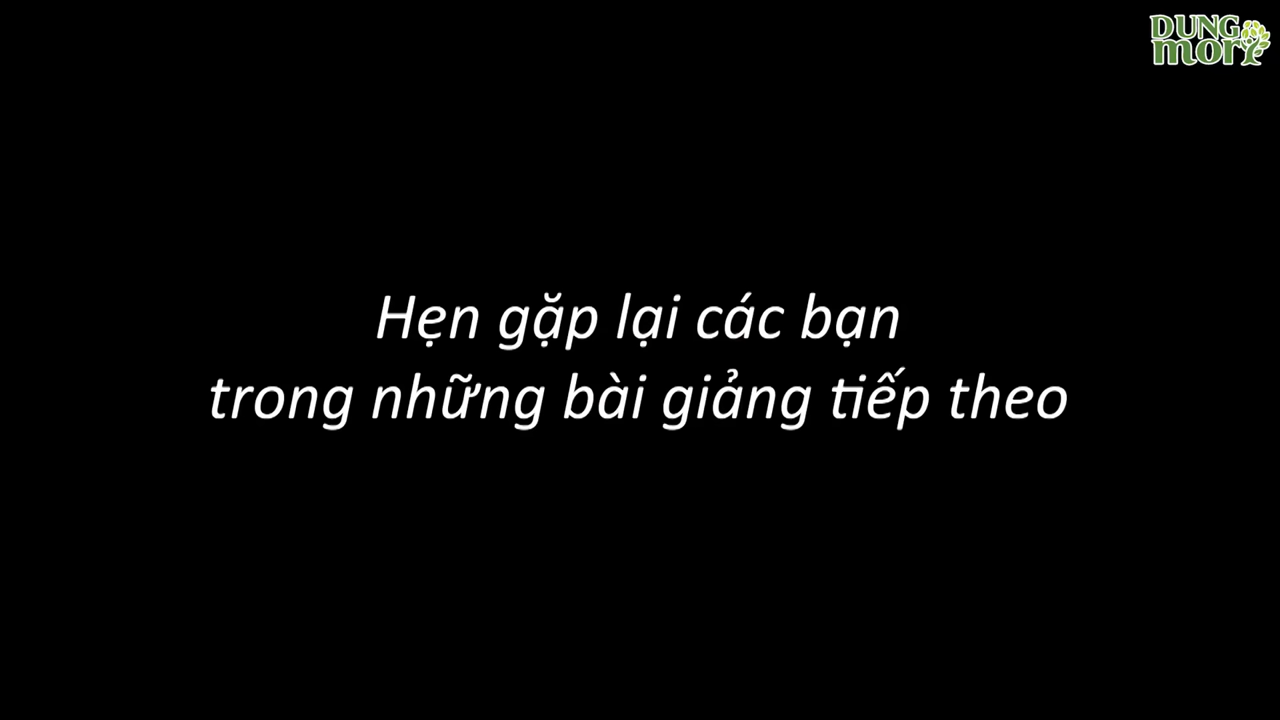 DUNG
mori
Hẹn gặp lại các bạn
trong những bài giảng tiếp theo